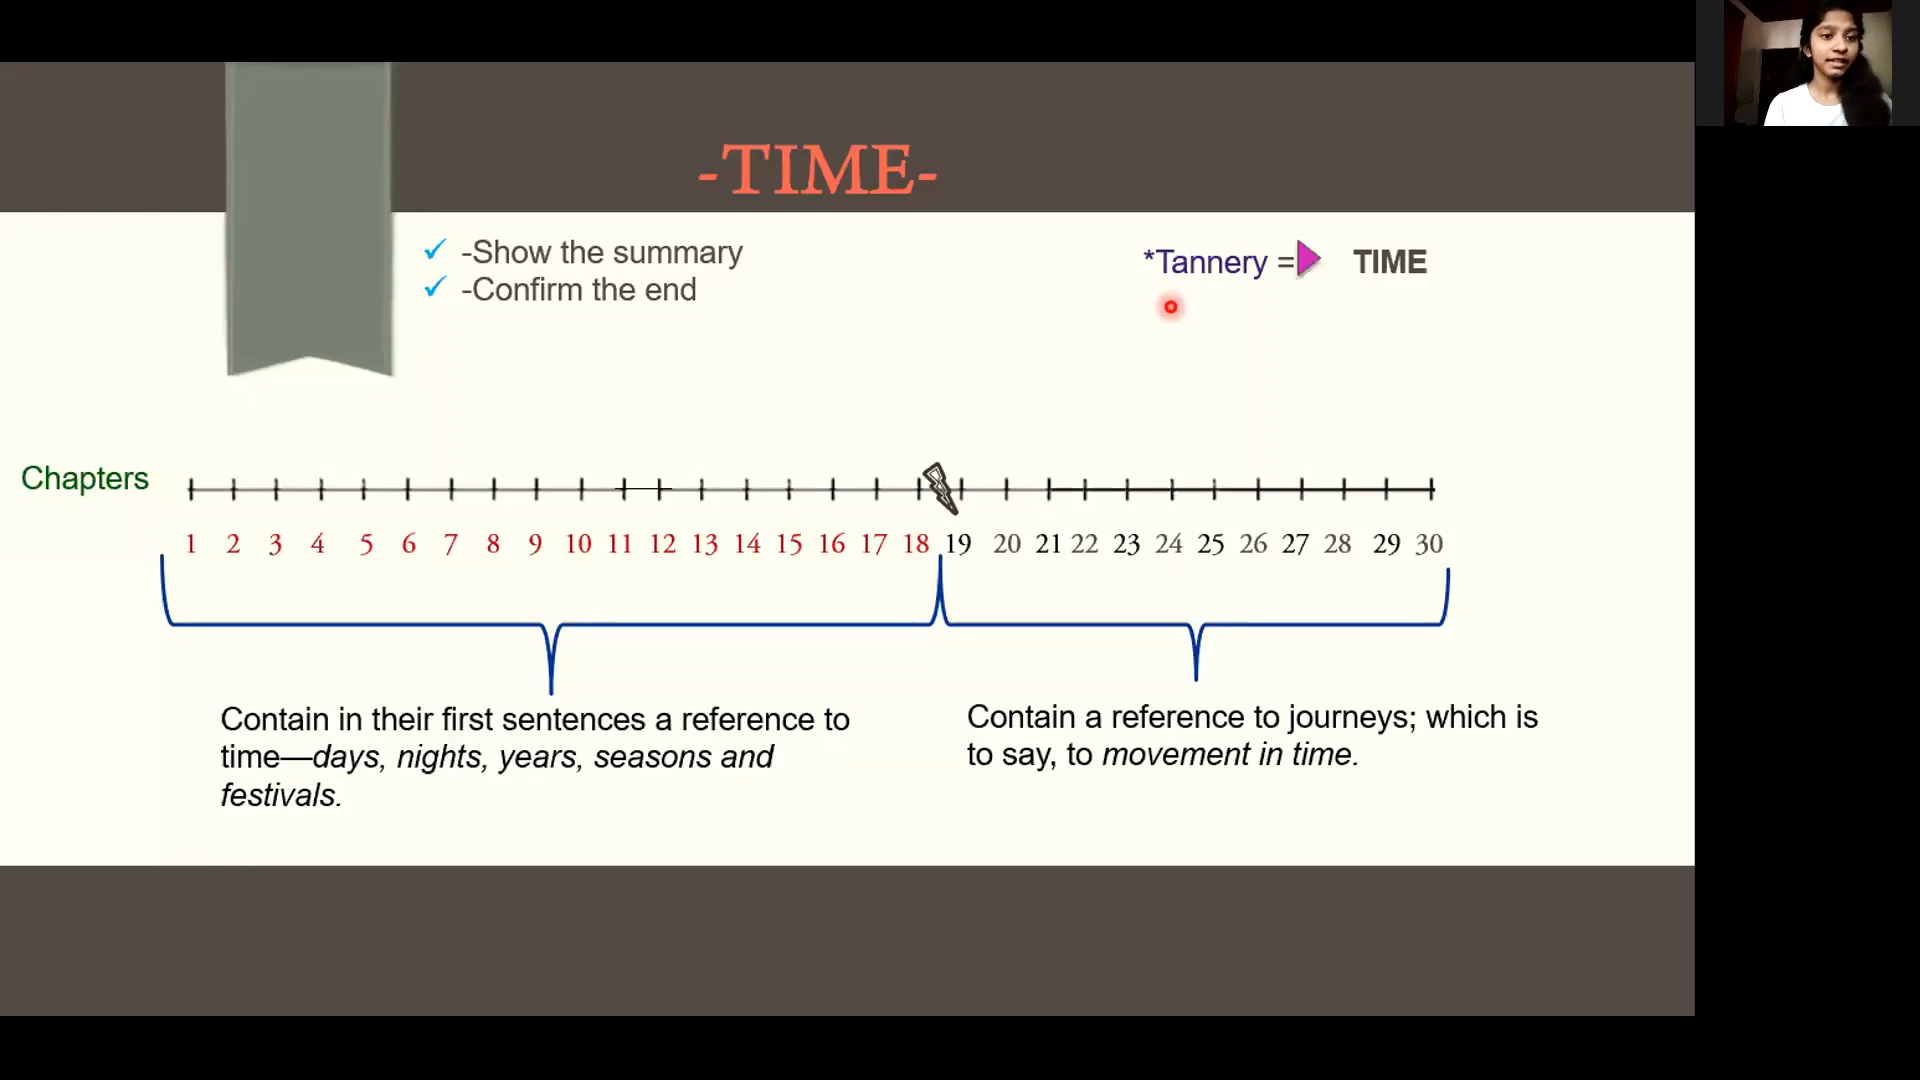 -TIME-
-Show the summary
-Confirm the end
*Tannery = TIME
Chapters
1 2 3 4 5 6 7 8 9 10 11 12 13 14 15 16 17 18 19 20 21 22 23 24 25 26 27 28 29 30
Contain in their first sentences a reference to
time—days, nights, years, seasons and
festivals.
Contain a reference to journeys; which is
to say, to movement in time.